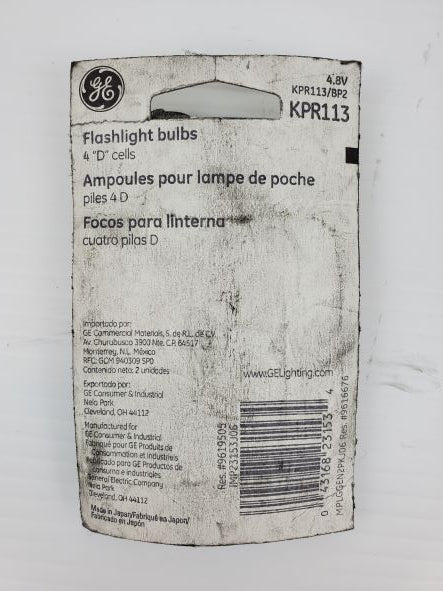 GE
4.8V
KPR113/BP2
KPR113
Flashlight bulbs
4 "D" cells
Ampoules pour lampe de poche
piles 4 D
Focos para linterna
cuatro pilas D
Importado por:
GE Commercial Materials, S. de R.L. de C.V.
Av. Churubusco 3900 Nte. C.P. 64517
Monterrey, N.L. México
RFC: GCM 940309 SP0
Contenido neto: 2 unidades
Exportado por:
GE Consumer & Industrial
Nela Park
Cleveland, OH 44112
Manufactured for
GE Consumer & Industrial
Fabriqué pour GE Produits de
Consommation et Industriels
Fabricado para GE Productos de
consumo e industriales
General Electric Company
Nela Park
Cleveland, OH 44112
Made in Japan/Fabriqué au Japan/
Fabricado en Japón
www.GELighting.com
Res. #9619505
IMP23153J06
0 43168 23153 4
MPLGGEN2PKJ06 Res. #9616676